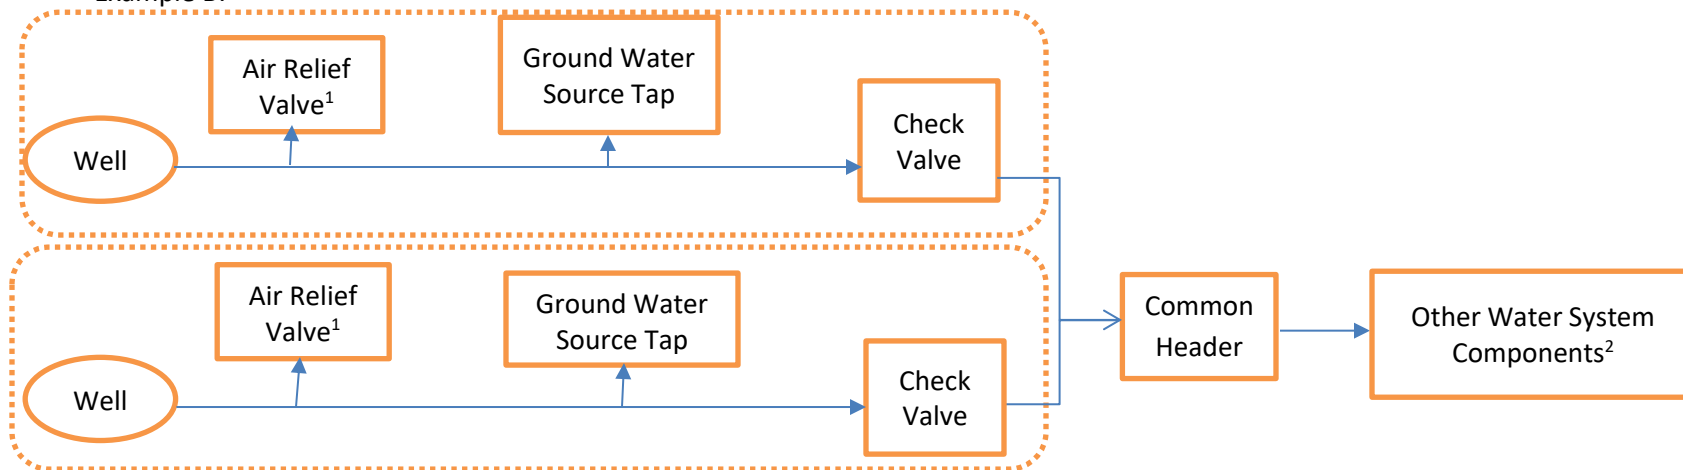 Air Relief
Valve¹
Ground Water
Source Tap
Check
Valve
Well
Air Relief
Valve¹
Ground Water
Source Tap
Check
Valve
Well
Common
Header
Other Water System
Components²